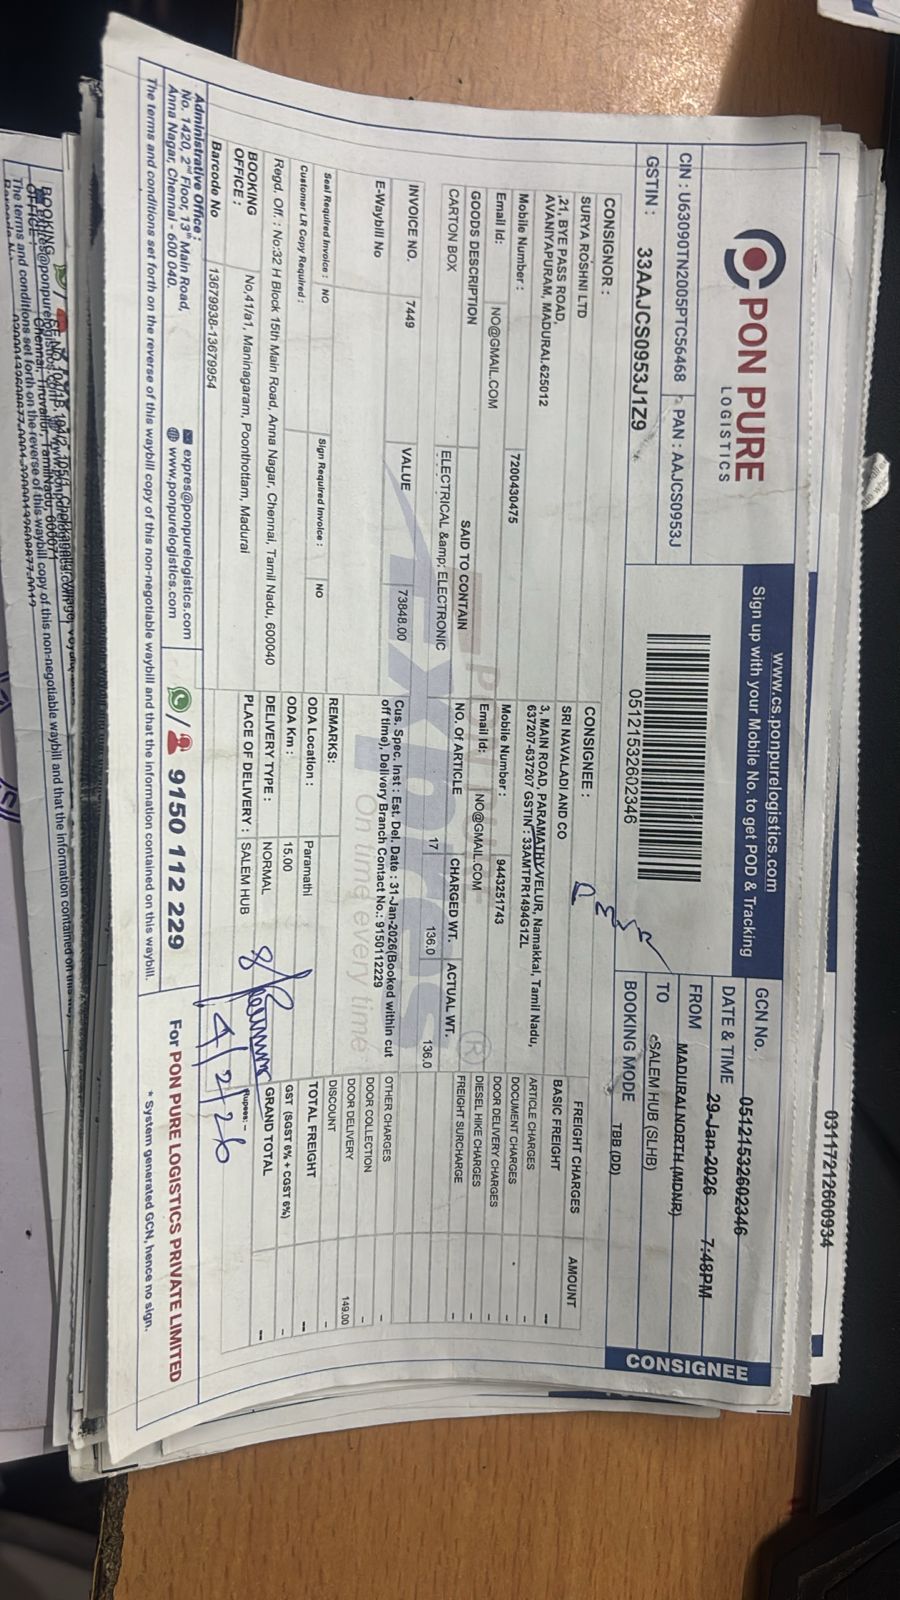 PON PURE
LOGISTICS
www.cs.ponpurelogistics.com
Sign up with your Mobile No. to get POD & Tracking
CIN : U63090TN2005PTC56468 PAN : AAJCS0953J
GSTIN : 33AAJCS0953J1Z9
0512153260234​6
GCN No. 0512153260234​6
DATE & TIME 29-Jan-2026 7:48PM
FROM MADURAI NORTH (MDNR)
TO SALEM HUB (SLHB)
BOOKING MODE TBB (DD)
CONSIGNEE
CONSIGNOR :
SURYA ROSHNI LTD
,21, BYE PASS ROAD,
AVANIYAPURAM, MADURAI.625012
Mobile Number : 7200430475
Email Id: NO@GMAIL.COM
CONSIGNEE :
SRI NAVALADI AND CO
3, MAIN ROAD, PARAMATHYVELUR, Namakkal, Tamil Nadu,
637207-637207 GSTIN : 33AMTPR1494G1ZL
Mobile Number : 9443251743
Email Id: NO@GMAIL.COM
GOODS DESCRIPTION SAID TO CONTAIN NO. OF ARTICLE CHARGED WT. ACTUAL WT.
CARTON BOX ELECTRICAL &amp; ELECTRONIC 17 136.0 136.0
INVOICE NO. 7449 VALUE 73848.00
E-Waybill No
Cus. Spec. Inst : Est. Del. Date : 31-Jan-2026(Booked within cut
off time), Delivery Branch Contact No.: 9150112229
Seal Required Invoice : NO Sign Required Invoice : NO
Customer LR Copy Required :
REMARKS:
ODA Location : Paramathi
ODA Km : 15.00
DELIVERY TYPE : NORMAL
PLACE OF DELIVERY : SALEM HUB
Regd. Off. : No:32 H Block 15th Main Road, Anna Nagar, Chennai, Tamil Nadu, 600040
BOOKING OFFICE : No,41/a1, Maninagaram, Poonthottam, Madurai
Barcode No 13679938-13679954
FREIGHT CHARGES AMOUNT
BASIC FREIGHT --
ARTICLE CHARGES -
DOCUMENT CHARGES -
DOOR DELIVERY CHARGES -
DIESEL HIKE CHARGES -
FREIGHT SURCHARGE -
OTHER CHARGES -
DOOR COLLECTION -
DOOR DELIVERY 149.00
DISCOUNT -
TOTAL FREIGHT --
GST (SGST 6% + CGST 6%) -
GRAND TOTAL --
Rupees: -
4/2/26
PON PURE
Express
On time every time
Administrative Office :
No. 1420, 2nd Floor, 13th Main Road,
Anna Nagar, Chennai - 600 040.
expres@ponpurelogistics.com
www.ponpurelogistics.com
9150 112 229
For PON PURE LOGISTICS PRIVATE LIMITED
* System generated GCN, hence no sign.
The terms and conditions set forth on the reverse of this waybill copy of this non-negotiable waybill and that the information contained on this waybill.
03117212600934